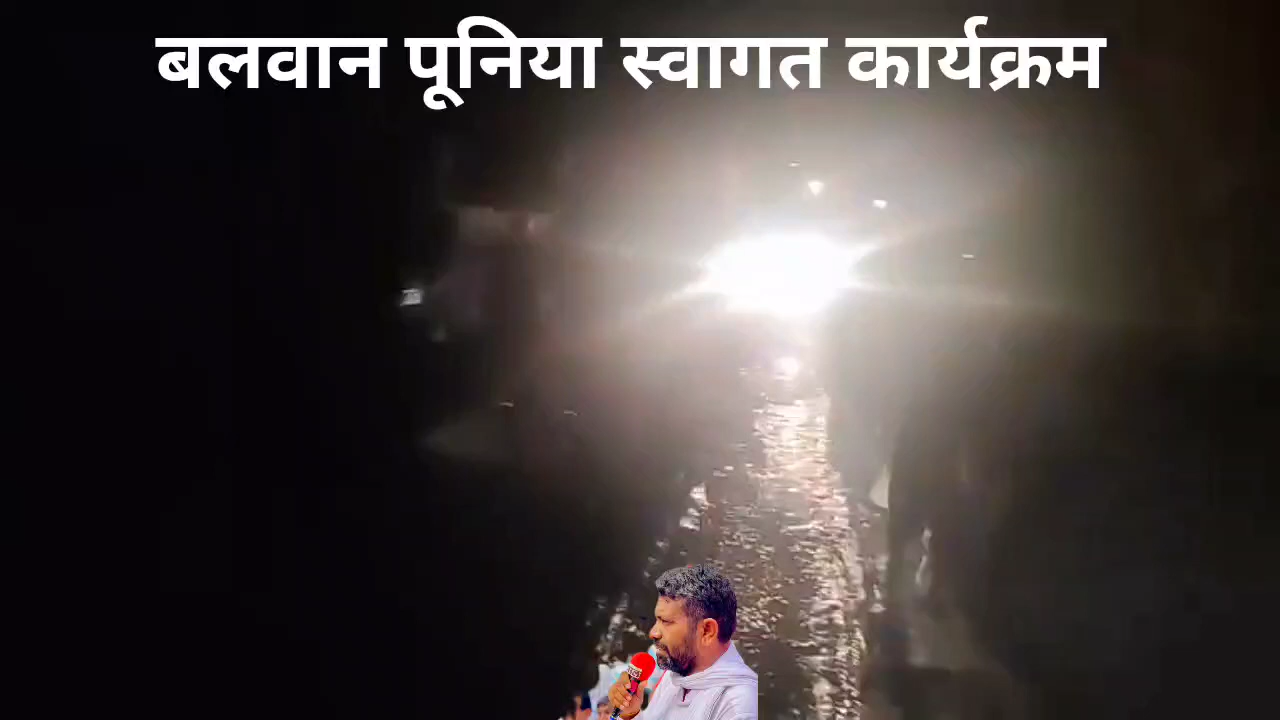 बलवान पूनिया स्वागत कार्यक्रम